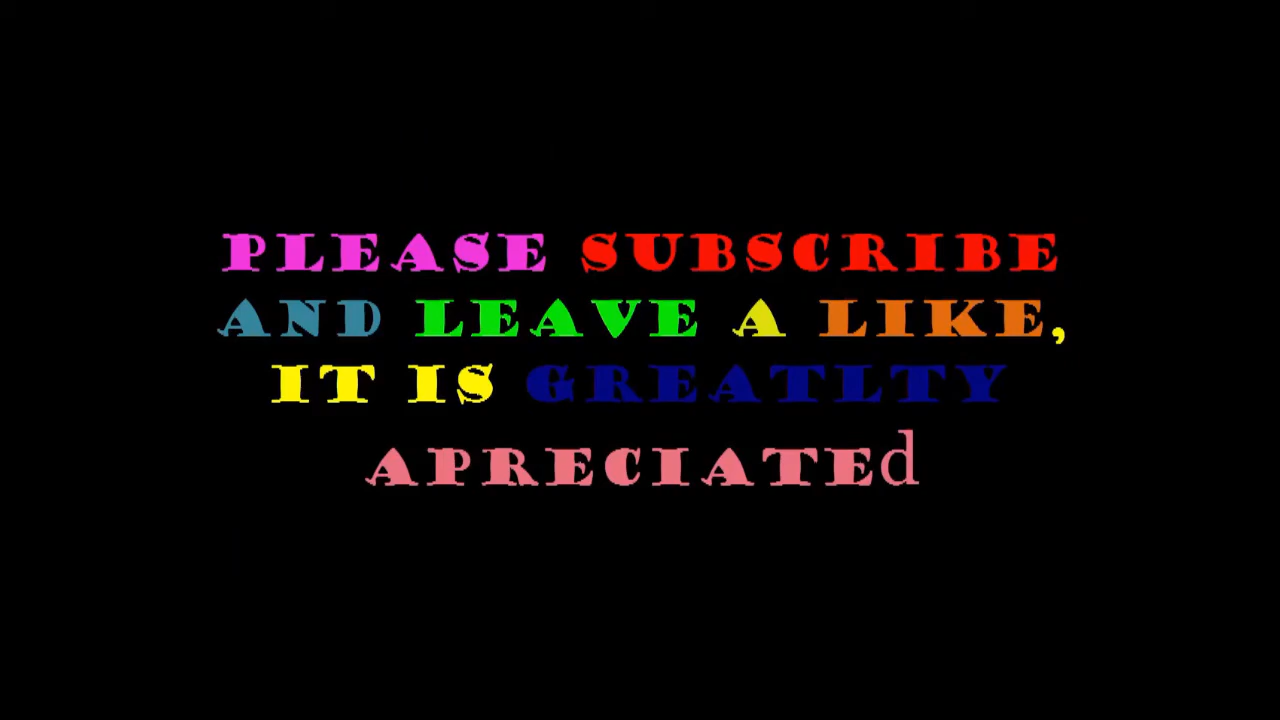 PLEASE SUBSCRIBE
AND LEAVE A LIKE,
IT IS GREATLTY
APRECIATEd